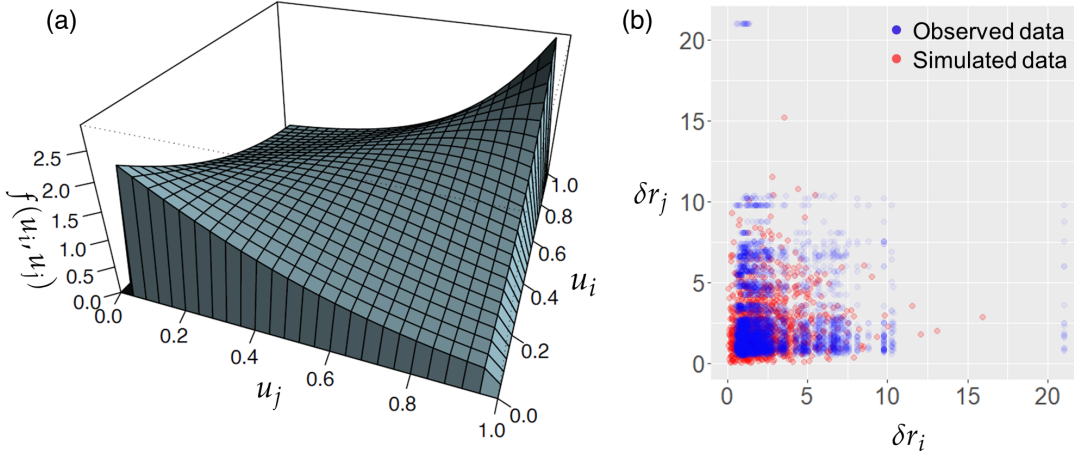 (a)
2.5
2.0
1.5
1.0
0.5
0.0
f(u_i, u_j)
0.0
0.2
0.4
0.6
0.8
1.0
u_j
0.0
0.2
0.4
0.6
0.8
1.0
u_i
(b)
Observed data
Simulated data
20
15
10
5
0
δr_j
0 5 10 15 20
δr_i